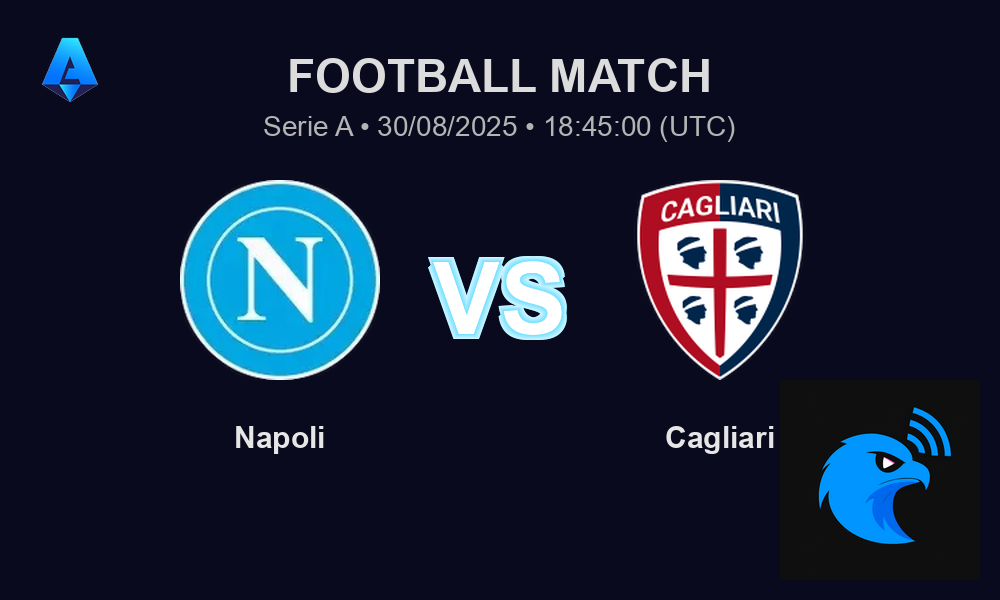 FOOTBALL MATCH
Serie A • 30/08/2025 • 18:45:00 (UTC)
N
CAGLIARI
VS
Napoli
Cagliari